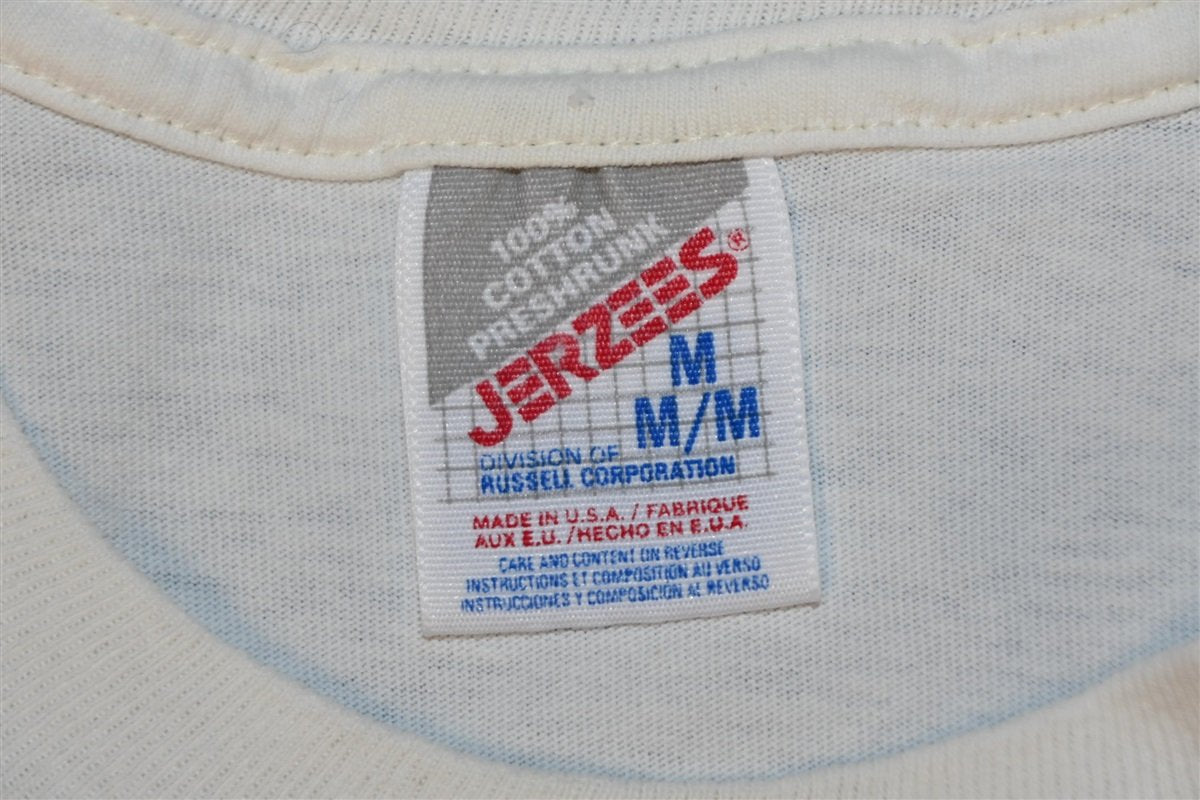 100%
COTTON
PRESHRUNK
JERZEES®
M
M/M
DIVISION OF
RUSSELL CORPORATION
MADE IN U.S.A. / FABRIQUE
AUX E.U. /HECHO EN E.U.A.
CARE AND CONTENT ON REVERSE
INSTRUCTIONS ET COMPOSITION AU VERSO
INSTRUCCIONES Y COMPOSICION AL REVERSO